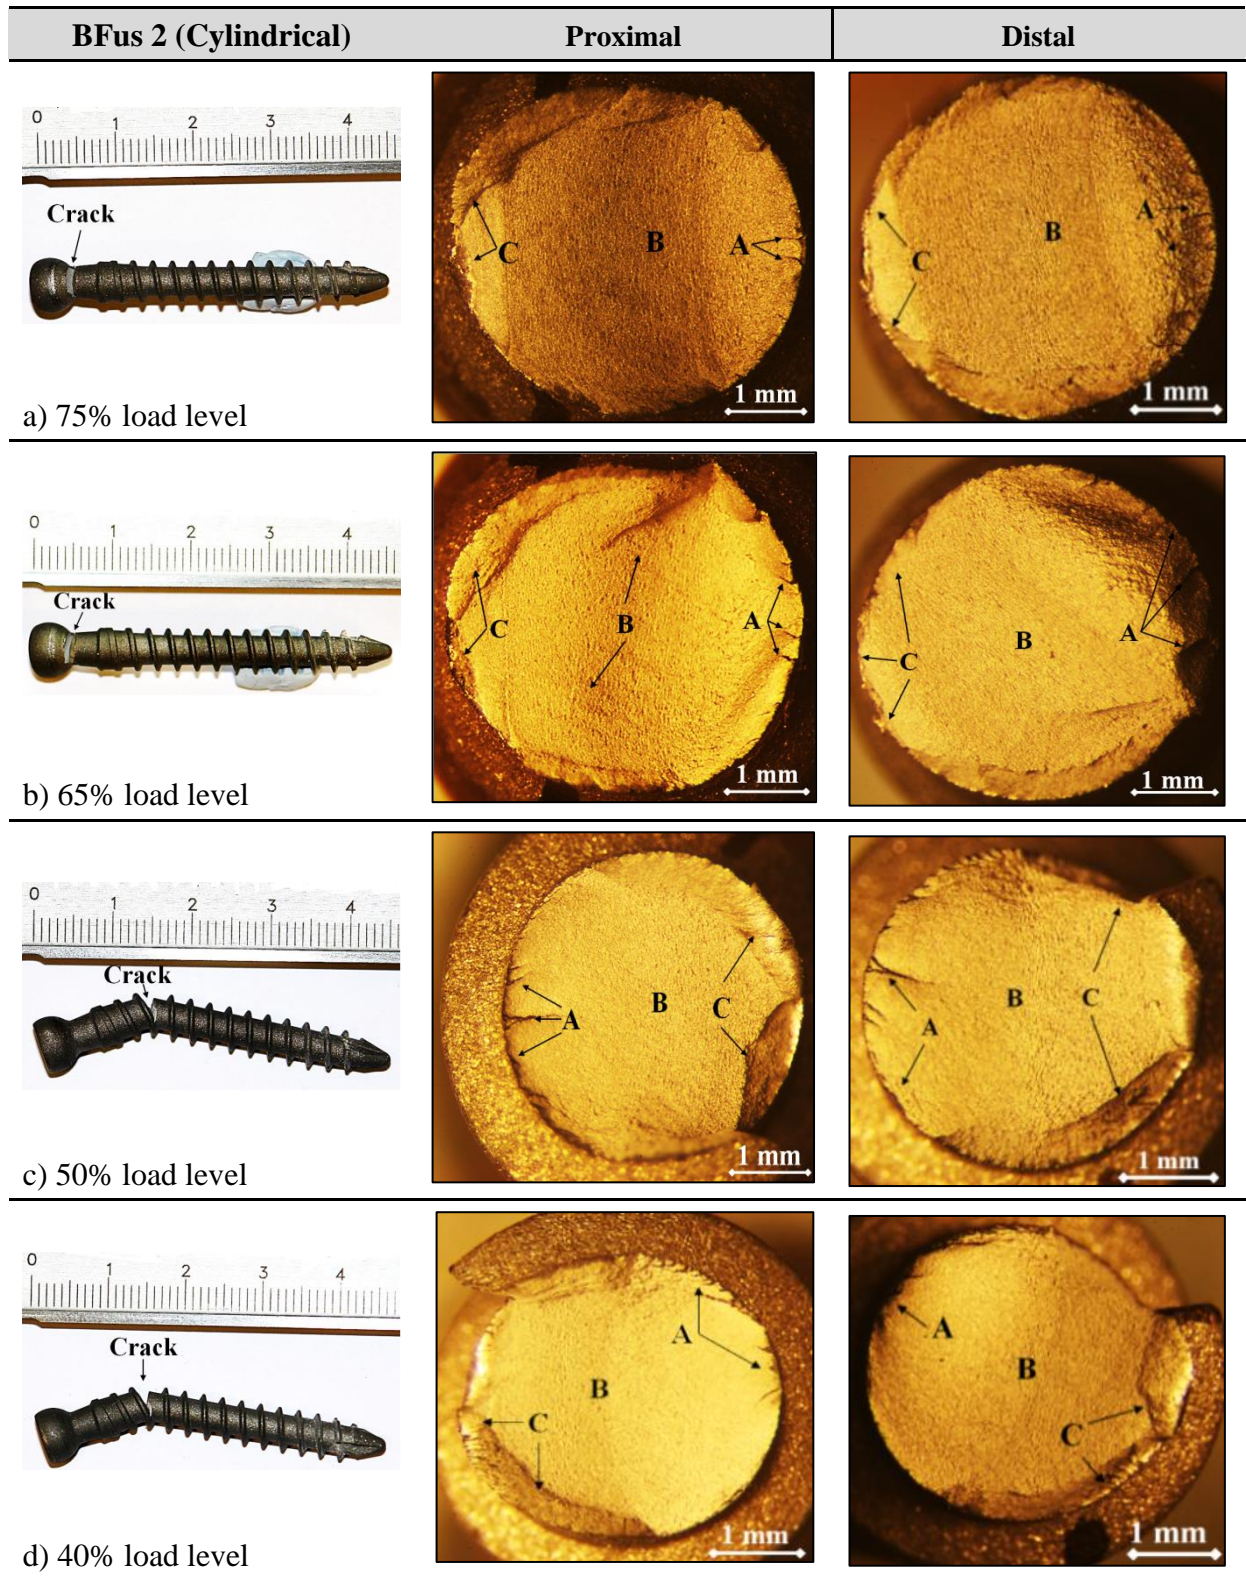 BFus 2 (Cylindrical) Proximal Distal
0 1 2 3 4
Crack
C B A
1 mm
A B C
1 mm
a) 75% load level
0 1 2 3 4
Crack
C B A
1 mm
B A C
1 mm
b) 65% load level
0 1 2 3 4
Crack
A B C
1 mm
B C A
1 mm
c) 50% load level
0 1 2 3 4
Crack
A B C
1 mm
A B C
1 mm
d) 40% load level